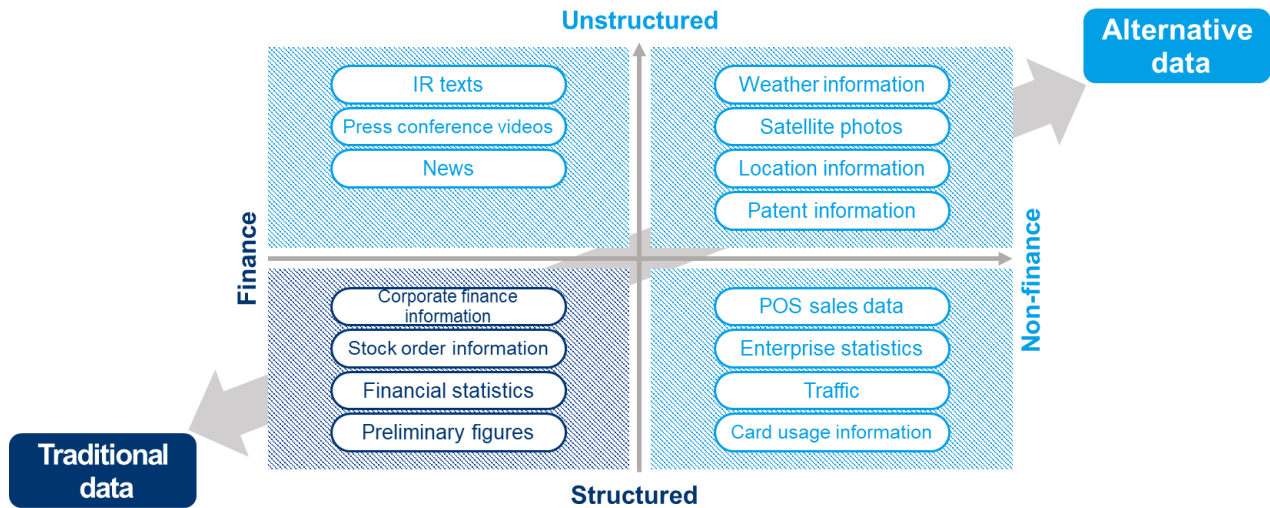 Unstructured
Alternative
data
IR texts
Press conference videos
News
Weather information
Satellite photos
Location information
Patent information
Finance
Non-finance
Corporate finance
information
Stock order information
Financial statistics
Preliminary figures
POS sales data
Enterprise statistics
Traffic
Card usage information
Traditional
data
Structured